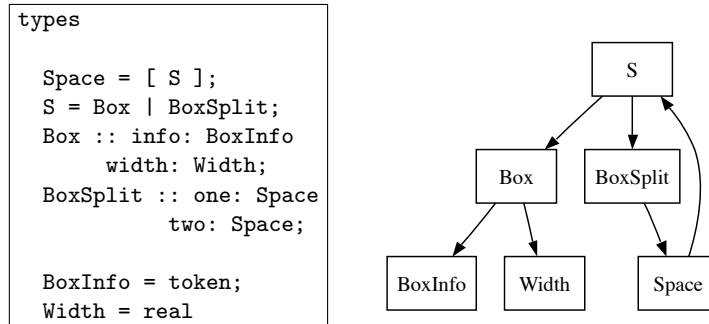 types
Space = [ S ];
S = Box | BoxSplit;
Box :: info: BoxInfo
width: Width;
BoxSplit :: one: Space
two: Space;
BoxInfo = token;
Width = real
S
Box
BoxSplit
BoxInfo
Width
Space